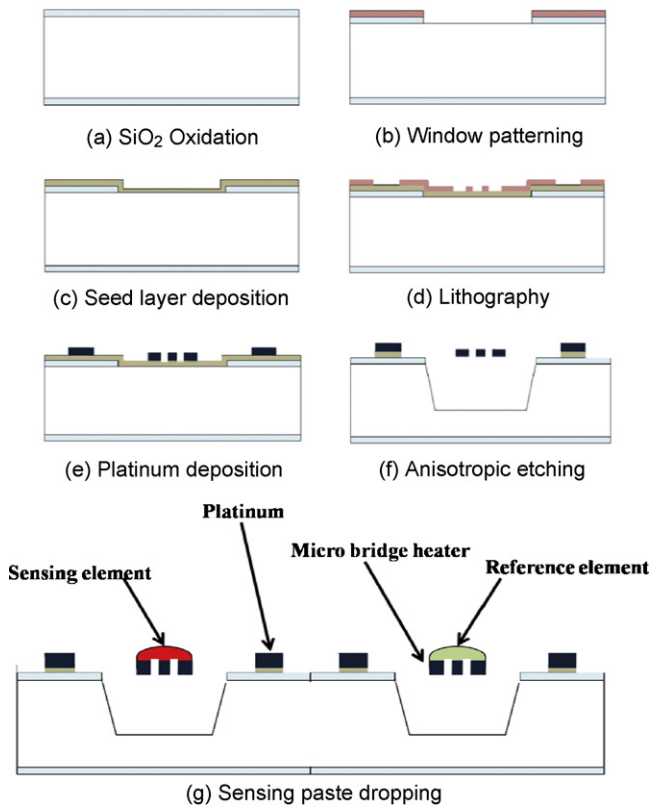 (a) SiO₂ Oxidation
(b) Window patterning
(c) Seed layer deposition
(d) Lithography
(e) Platinum deposition
(f) Anisotropic etching
Platinum
Micro bridge heater
Sensing element
Reference element
(g) Sensing paste dropping